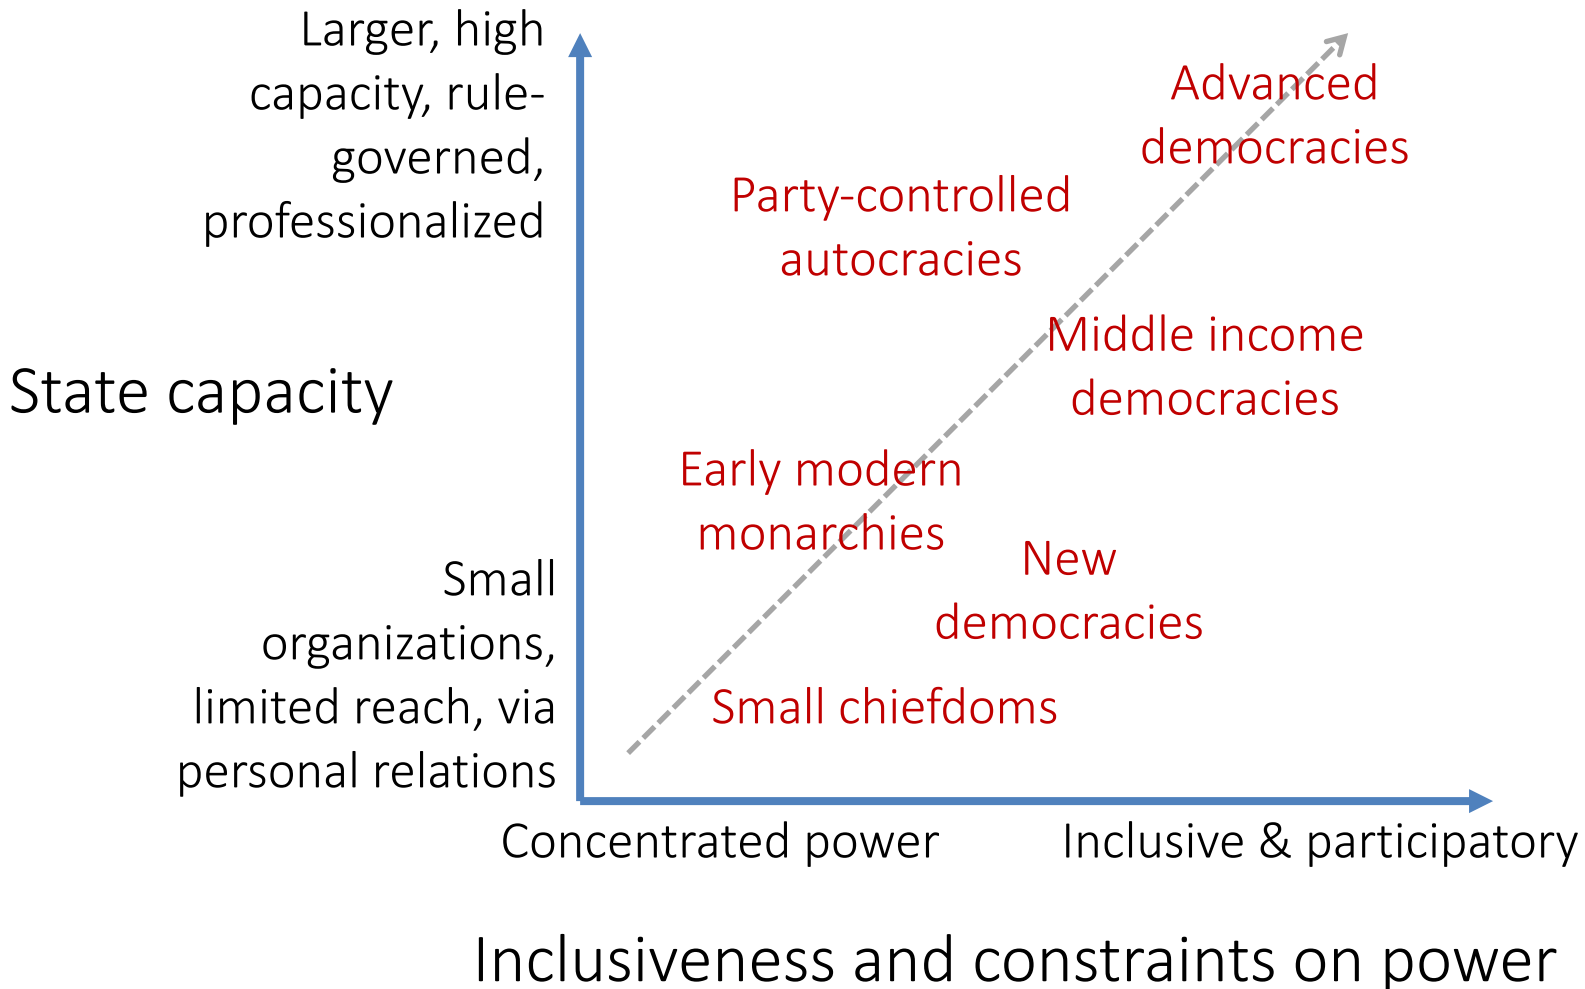 Larger, high
capacity, rule-
governed,
professionalized
State capacity
Small
organizations,
limited reach, via
personal relations
Advanced
democracies
Party-controlled
autocracies
Middle income
democracies
Early modern
monarchies
New
democracies
Small chiefdoms
Concentrated power
Inclusive & participatory
Inclusiveness and constraints on power